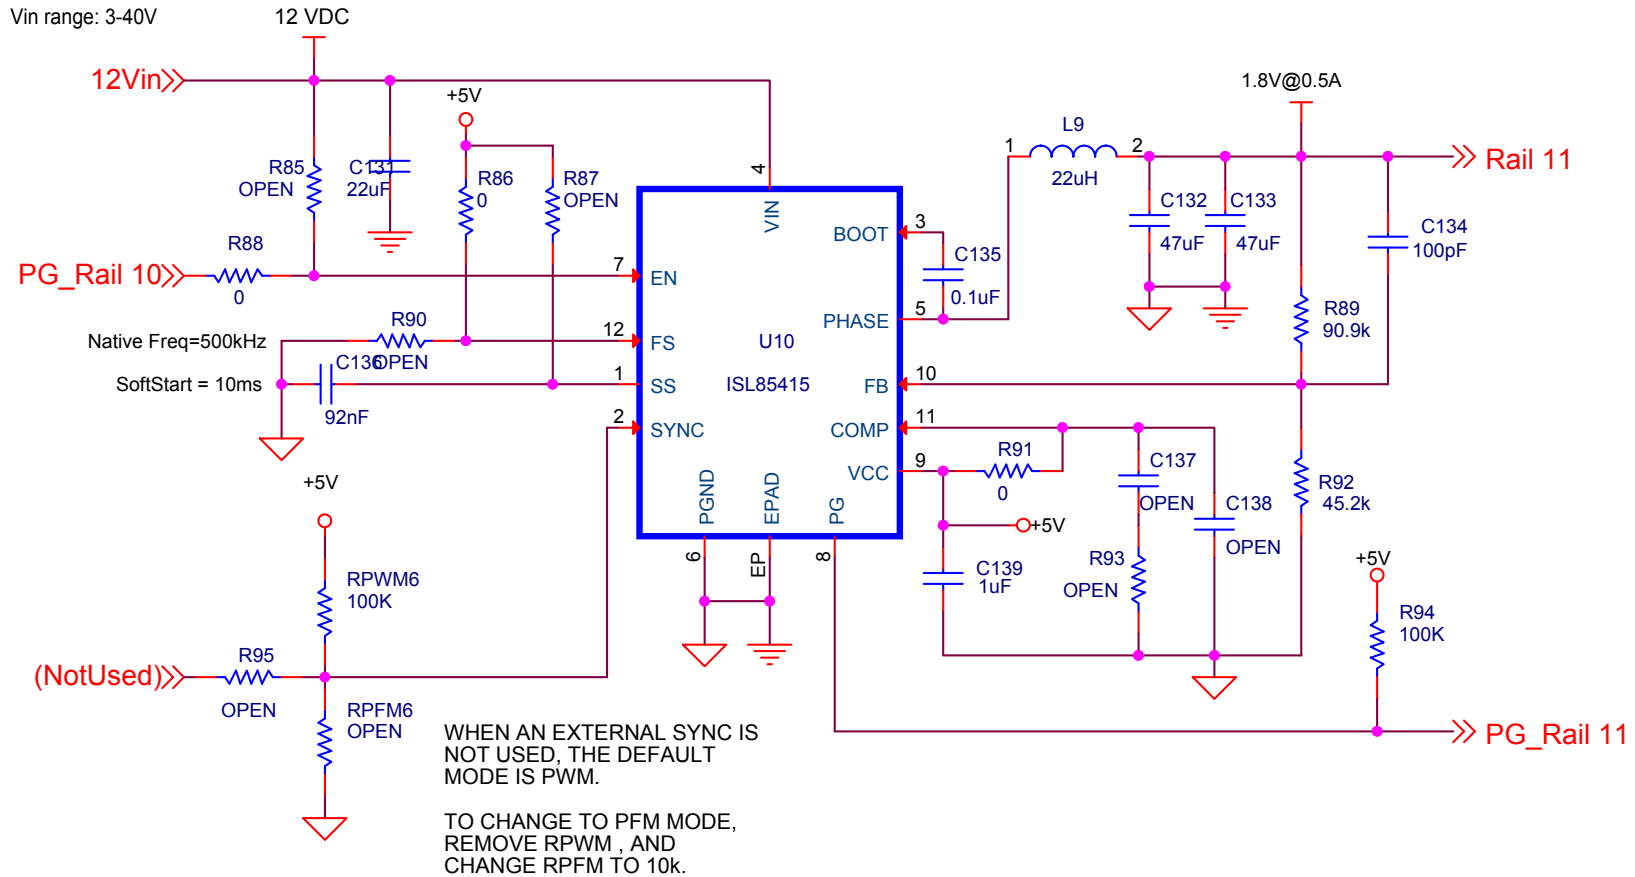 Vin range: 3-40V
12 VDC
12Vin
+5V
1.8V@0.5A
L9
1
2
22uH
Rail 11
R85
OPEN
C131
22uF
R86
0
R87
OPEN
4
VIN
C132
47uF
C133
47uF
C134
100pF
R88
0
PG_Rail 10
7
EN
BOOT
3
C135
0.1uF
PHASE
5
R89
90.9k
Native Freq=500kHz
R90
OPEN
12
FS
U10
ISL85415
SoftStart = 10ms
C136
92nF
1
SS
FB
10
2
SYNC
COMP
11
VCC
9
R91
0
C137
OPEN
C138
OPEN
R92
45.2k
+5V
PGND
EPAD
PG
6
EP
8
+5V
C139
1uF
R93
OPEN
+5V
R94
100K
RPWM6
100K
(NotUsed)
R95
OPEN
RPFM6
OPEN
PG_Rail 11
WHEN AN EXTERNAL SYNC IS
NOT USED, THE DEFAULT
MODE IS PWM.
TO CHANGE TO PFM MODE,
REMOVE RPWM , AND
CHANGE RPFM TO 10k.